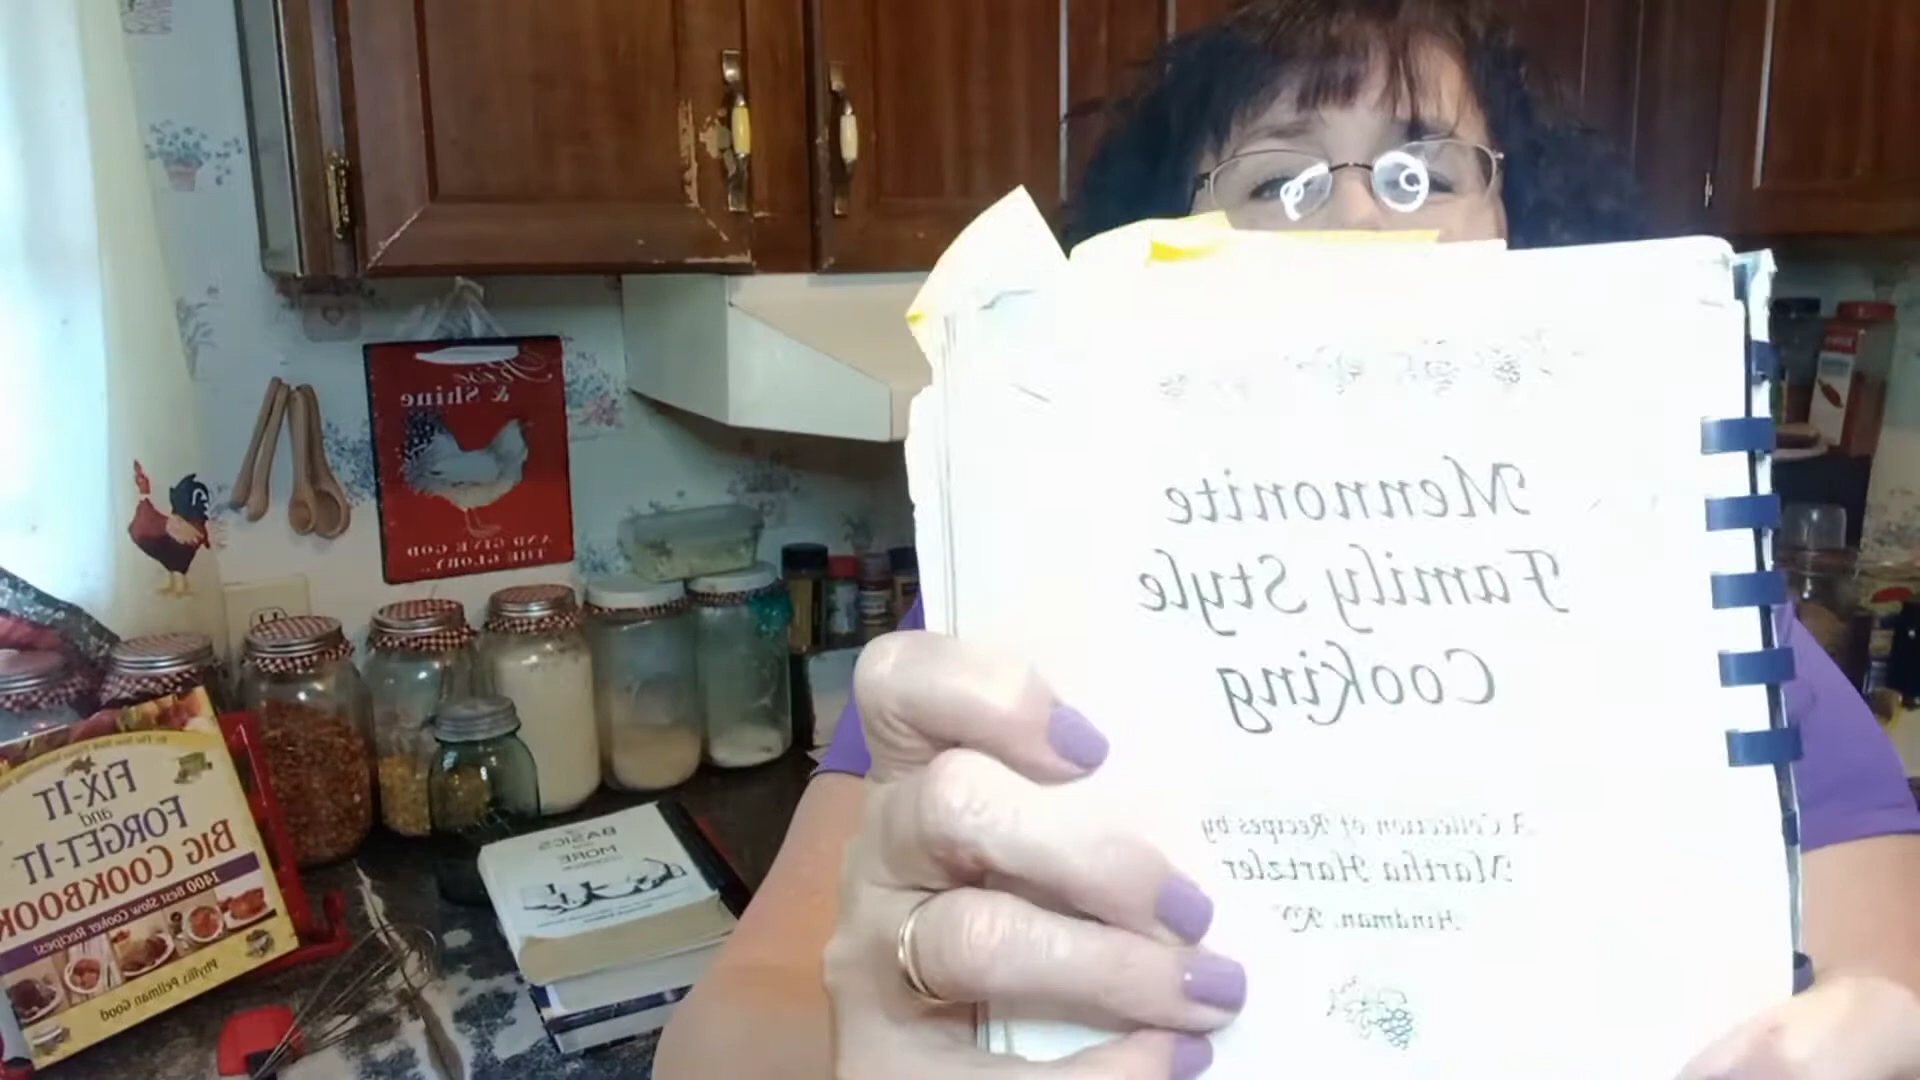 Mennonite
Family Style
Cooking
A Collection of Recipes by
Martha Hartzler
Hindman, KY
Rise
& Shine
AND GIVE GOD
THE GLORY
FIX-IT
and
FORGET-IT
BIG COOKBOOK
1400 Best Slow Cooker Recipes!
Phyllis Pellman Good
BASICS
MORE